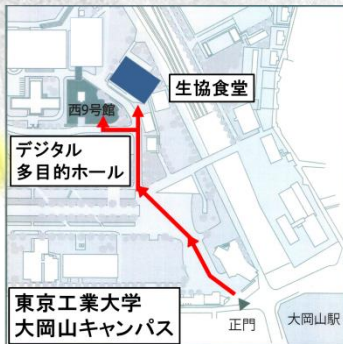 生協食堂
西9号館
デジタル
多目的ホール
東京工業大学
大岡山キャンパス
正門
大岡山駅